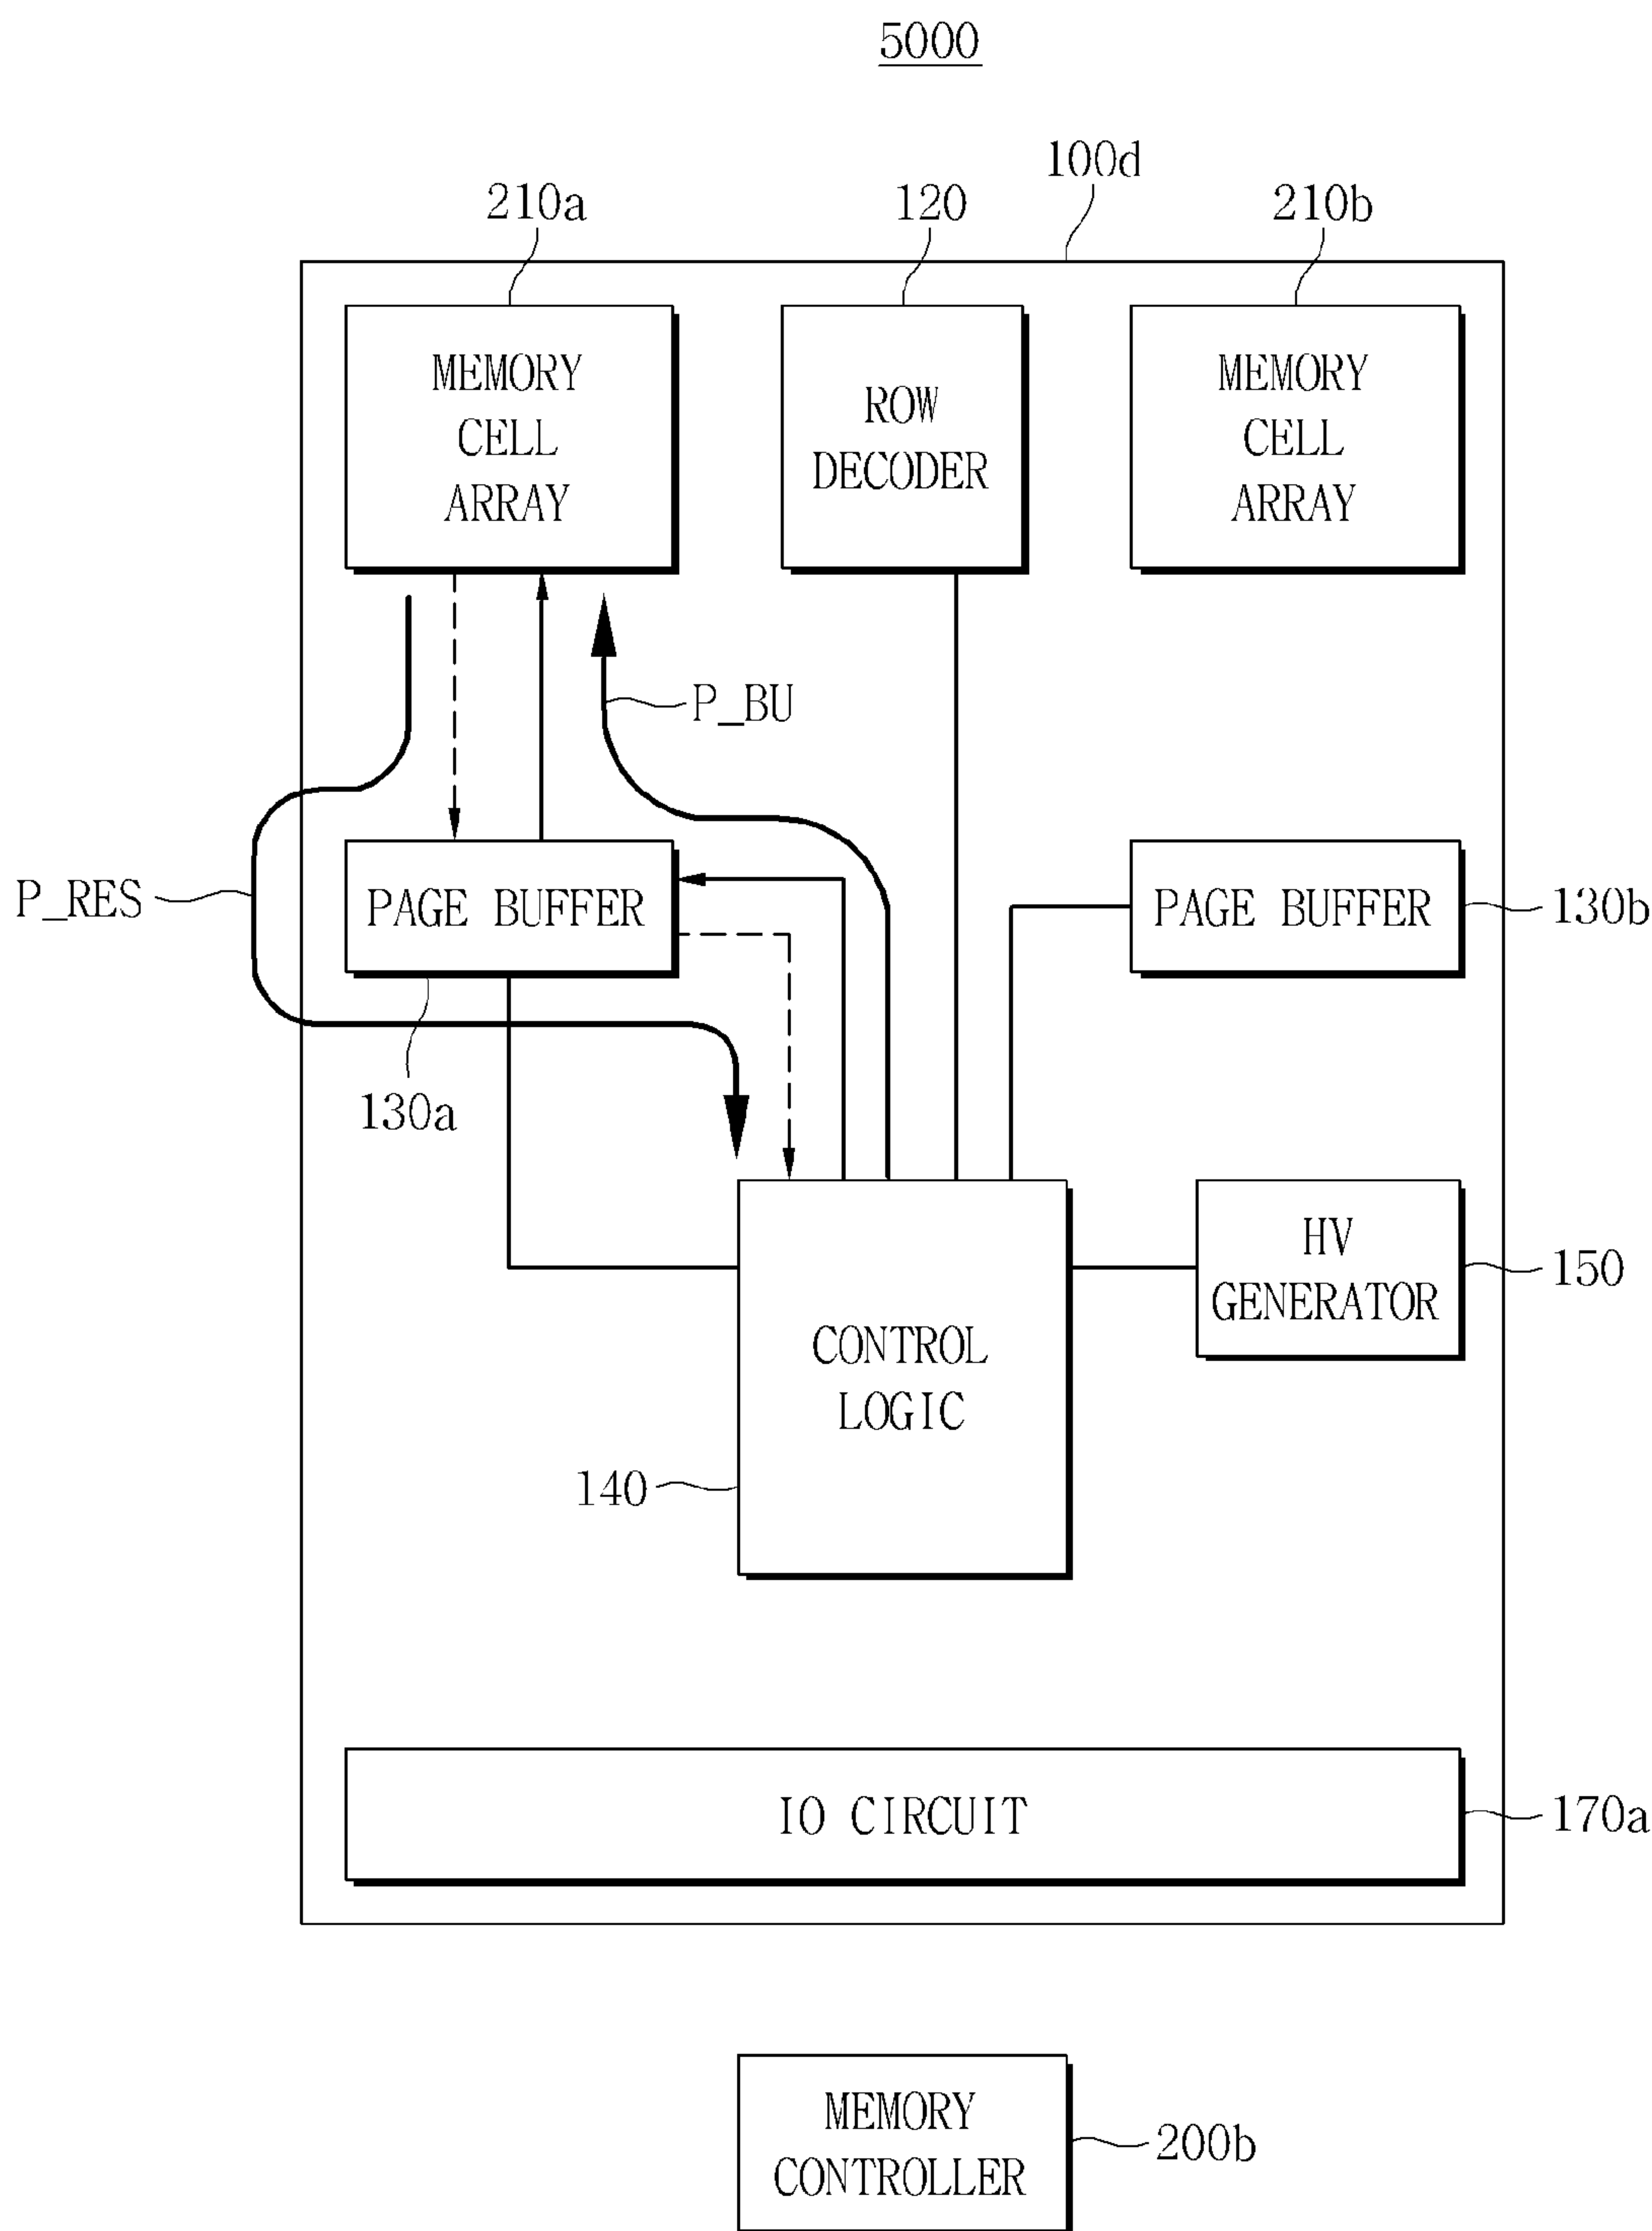 5000
100d
210a
120
210b
MEMORY
CELL
ARRAY
ROW
DECODER
MEMORY
CELL
ARRAY
P_BU
P_RES
PAGE BUFFER
PAGE BUFFER
130b
130a
HV
GENERATOR
150
CONTROL
LOGIC
140
IO CIRCUIT
170a
MEMORY
CONTROLLER
200b